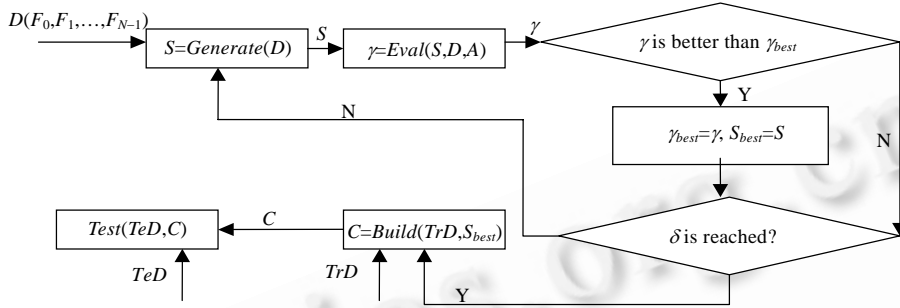 D(F0,F1,…,FN-1)
S=Generate(D)
S
γ=Eval(S,D,A)
γ
γ is better than γbest
Y
N
γbest=γ, Sbest=S
N
δ is reached?
Y
C=Build(TrD,Sbest)
TrD
C
Test(TeD,C)
TeD